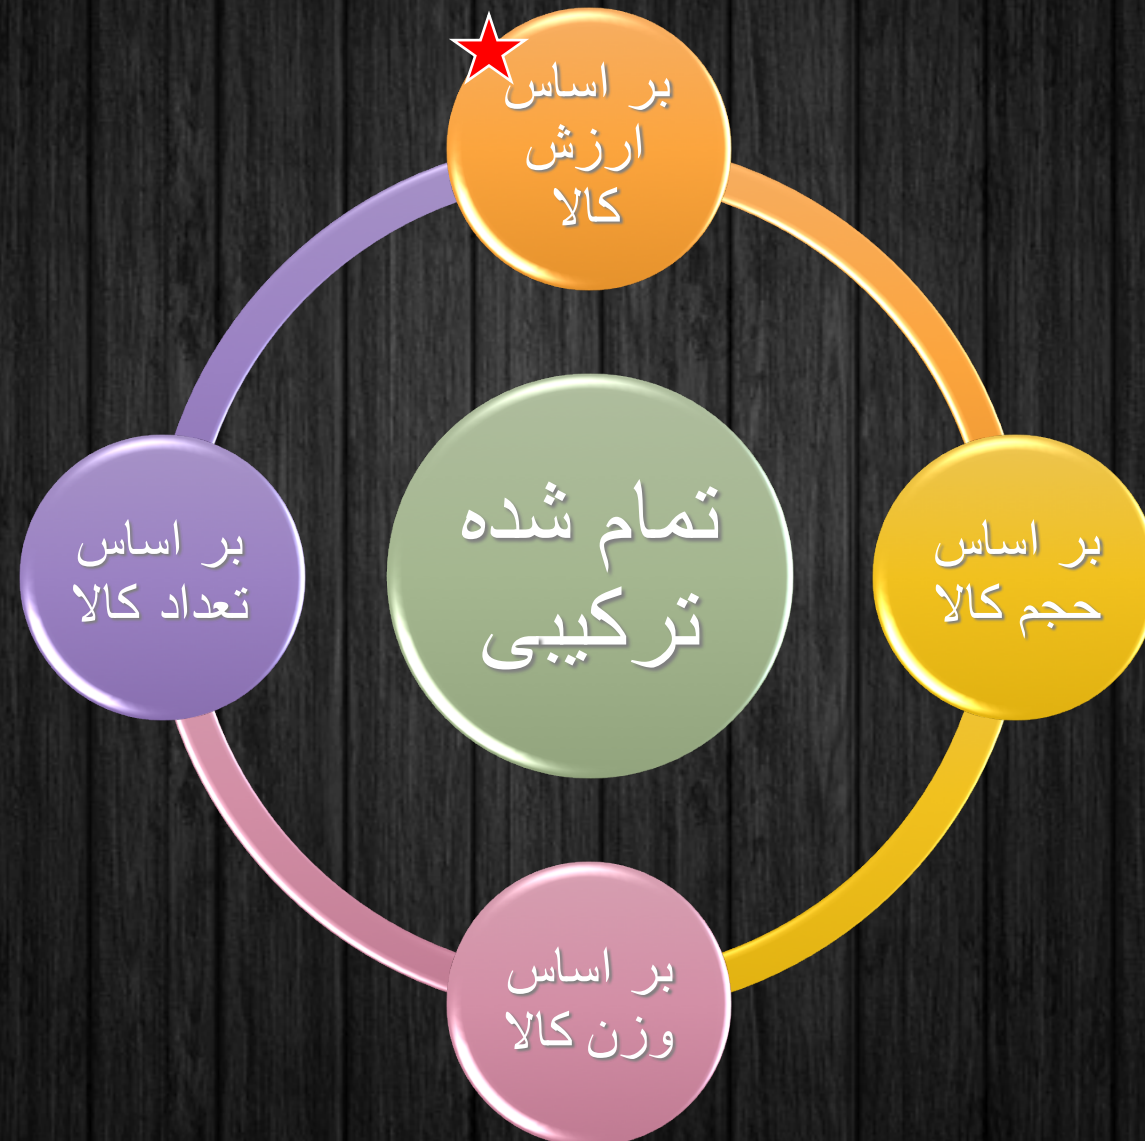 بر اساس
ارزش
کالا
بر اساس
حجم کالا
تمام شده
ترکیبی
بر اساس
تعداد کالا
بر اساس
وزن کالا